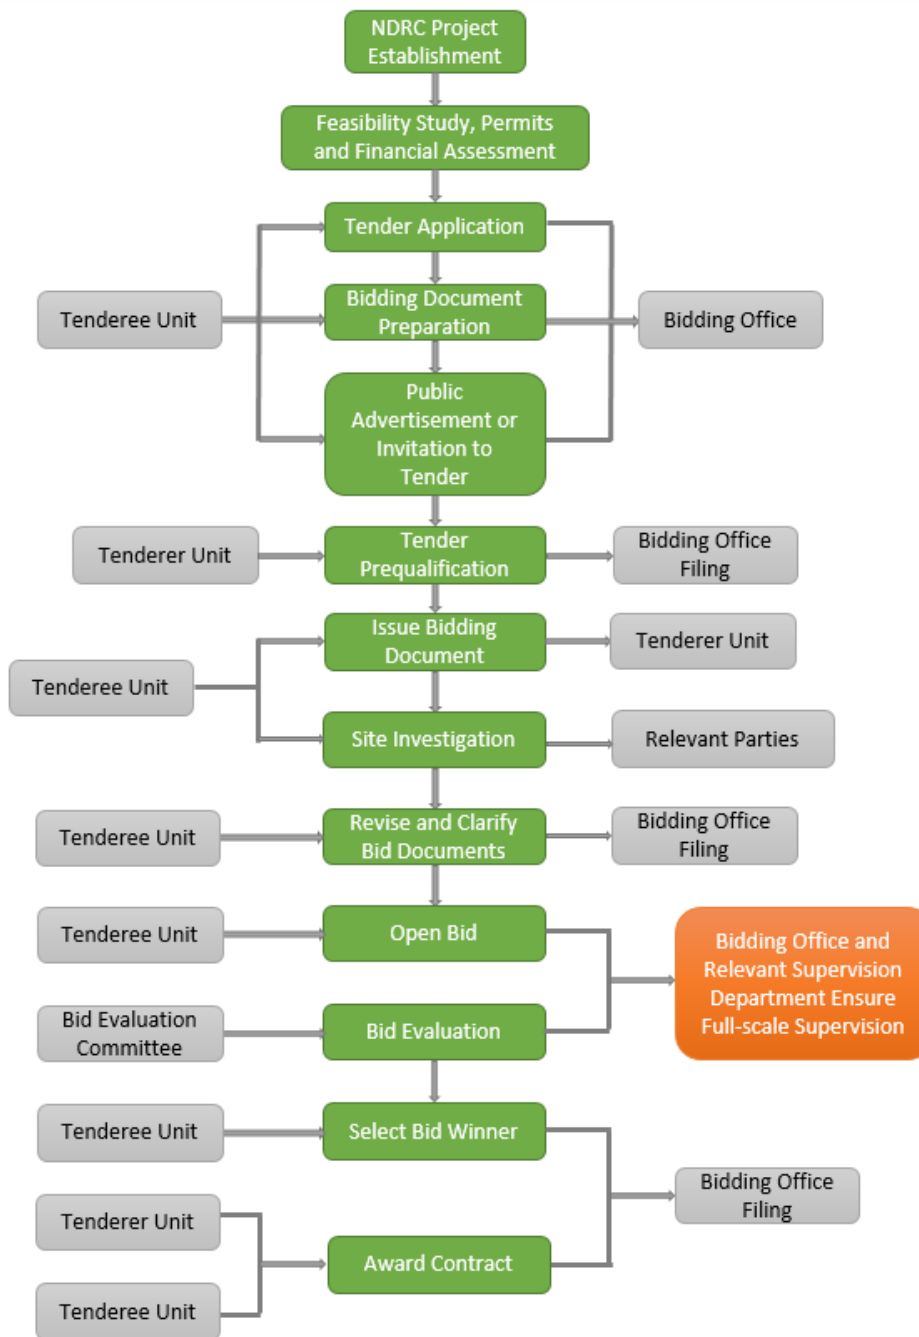 NDRC Project
Establishment
Feasibility Study, Permits
and Financial Assessment
Tender Application
Tenderee Unit
Bidding Document
Preparation
Bidding Office
Public
Advertisement or
Invitation to
Tender
Tenderer Unit
Tender
Prequalification
Bidding Office
Filing
Issue Bidding
Document
Tenderer Unit
Tenderee Unit
Site Investigation
Relevant Parties
Tenderee Unit
Revise and Clarify
Bid Documents
Bidding Office
Filing
Tenderee Unit
Open Bid
Bidding Office and
Relevant Supervision
Department Ensure
Full-scale Supervision
Bid Evaluation
Committee
Bid Evaluation
Tenderee Unit
Select Bid Winner
Bidding Office
Filing
Tenderer Unit
Award Contract
Tenderee Unit